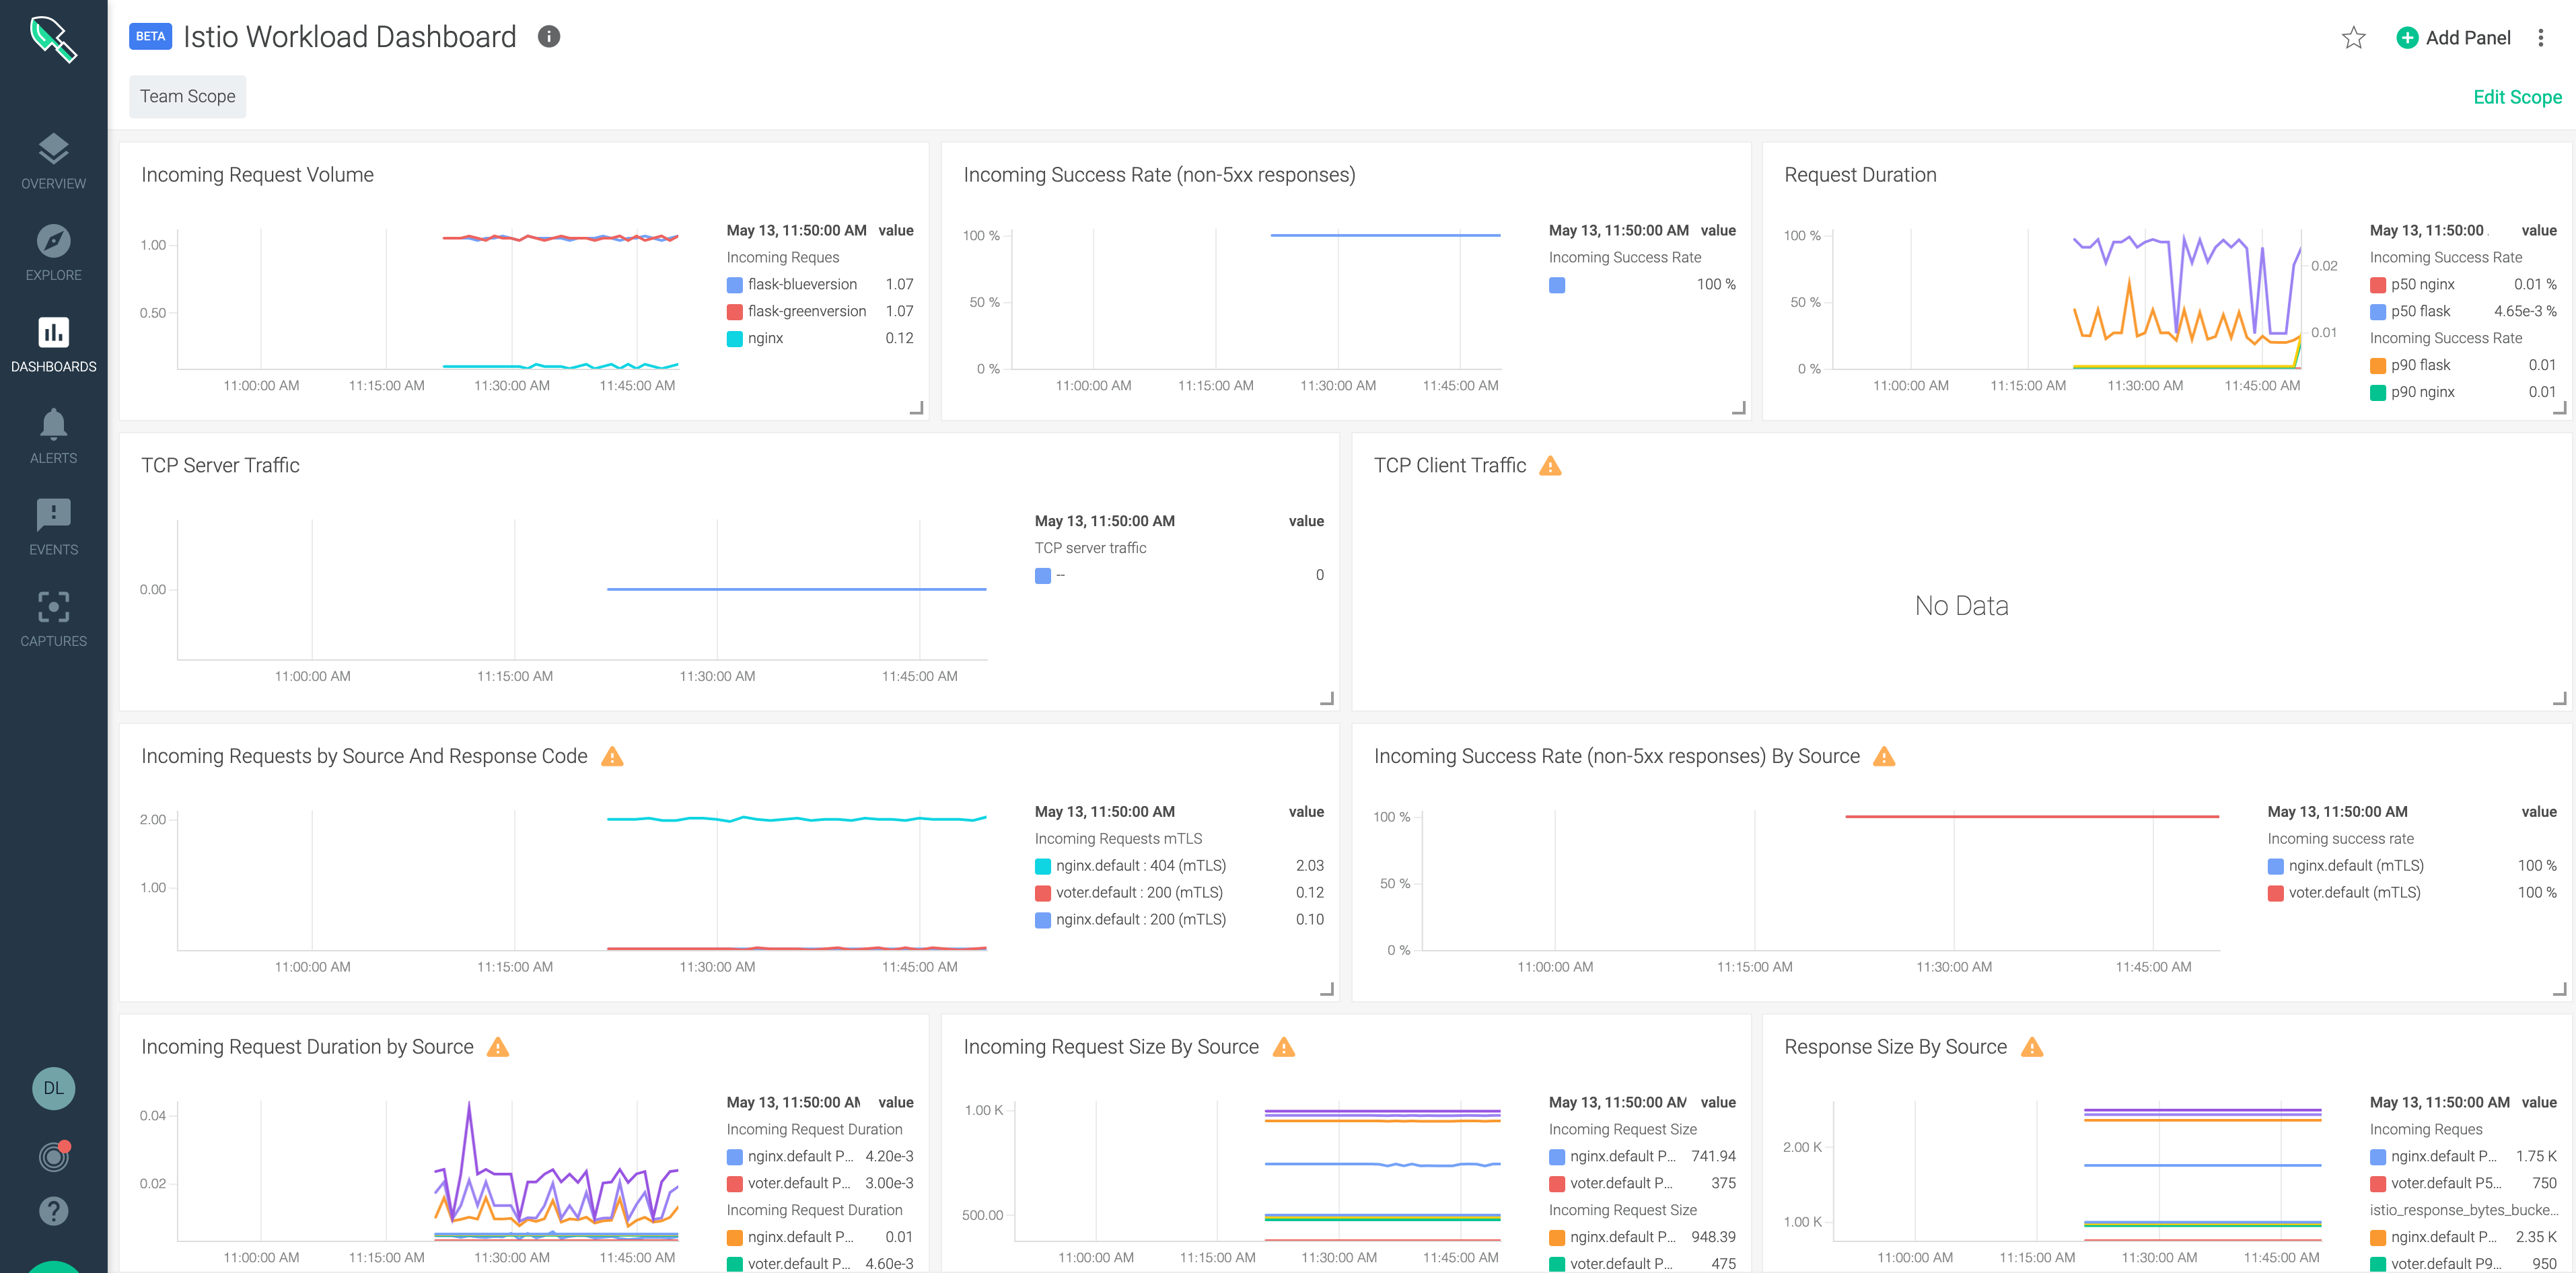 BETA Istio Workload Dashboard
Add Panel
Team Scope
Edit Scope
OVERVIEW
EXPLORE
DASHBOARDS
ALERTS
EVENTS
CAPTURES
DL
Incoming Request Volume
1.00
0.50
11:00:00 AM 11:15:00 AM 11:30:00 AM 11:45:00 AM
May 13, 11:50:00 AM value
Incoming Reques
flask-blueversion 1.07
flask-greenversion 1.07
nginx 0.12
Incoming Success Rate (non-5xx responses)
100 %
50 %
0 %
11:00:00 AM 11:15:00 AM 11:30:00 AM 11:45:00 AM
May 13, 11:50:00 AM value
Incoming Success Rate
100 %
Request Duration
100 %
50 %
0 %
0.02
0.01
11:00:00 AM 11:15:00 AM 11:30:00 AM 11:45:00 AM
May 13, 11:50:00 . value
Incoming Success Rate
p50 nginx 0.01 %
p50 flask 4.65e-3 %
Incoming Success Rate
p90 flask 0.01
p90 nginx 0.01
TCP Server Traffic
0.00
11:00:00 AM 11:15:00 AM 11:30:00 AM 11:45:00 AM
May 13, 11:50:00 AM value
TCP server traffic
-- 0
TCP Client Traffic
No Data
Incoming Requests by Source And Response Code
2.00
1.00
11:00:00 AM 11:15:00 AM 11:30:00 AM 11:45:00 AM
May 13, 11:50:00 AM value
Incoming Requests mTLS
nginx.default : 404 (mTLS) 2.03
voter.default : 200 (mTLS) 0.12
nginx.default : 200 (mTLS) 0.10
Incoming Success Rate (non-5xx responses) By Source
100 %
50 %
0 %
11:00:00 AM 11:15:00 AM 11:30:00 AM 11:45:00 AM
May 13, 11:50:00 AM value
Incoming success rate
nginx.default (mTLS) 100 %
voter.default (mTLS) 100 %
Incoming Request Duration by Source
0.04
0.02
11:00:00 AM 11:15:00 AM 11:30:00 AM 11:45:00 AM
May 13, 11:50:00 AM value
Incoming Request Duration
nginx.default P... 4.20e-3
voter.default P... 3.00e-3
Incoming Request Duration
nginx.default P... 0.01
voter.default P... 4.60e-3
Incoming Request Size By Source
1.00 K
500.00
11:00:00 AM 11:15:00 AM 11:30:00 AM 11:45:00 AM
May 13, 11:50:00 AM value
Incoming Request Size
nginx.default P... 741.94
voter.default P... 375
Incoming Request Size
nginx.default P... 948.39
voter.default P... 475
Response Size By Source
2.00 K
1.00 K
11:00:00 AM 11:15:00 AM 11:30:00 AM 11:45:00 AM
May 13, 11:50:00 AM value
Incoming Reques
nginx.default P... 1.75 K
voter.default P5... 750
istio_response_bytes_bucke...
nginx.default P... 2.35 K
voter.default P9... 950